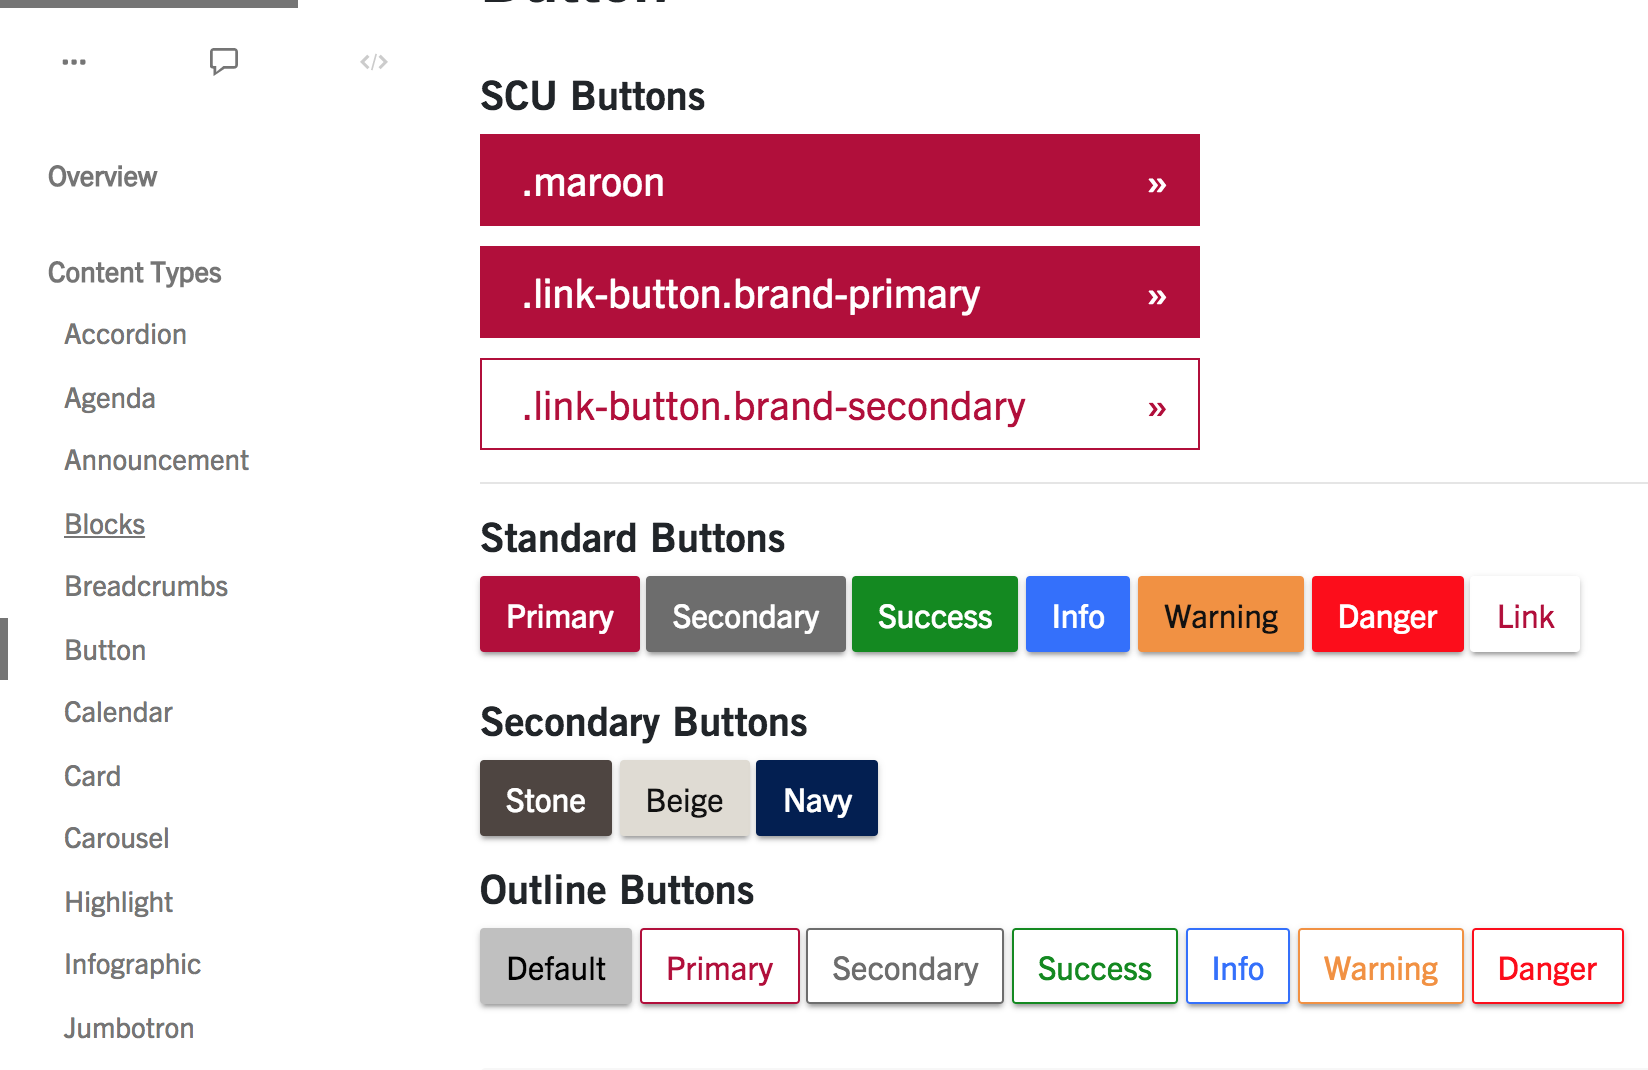 Button
SCU Buttons
.maroon »
.link-button.brand-primary »
.link-button.brand-secondary »
Standard Buttons
Primary Secondary Success Info Warning Danger Link
Secondary Buttons
Stone Beige Navy
Outline Buttons
Default Primary Secondary Success Info Warning Danger
Overview
Content Types
Accordion
Agenda
Announcement
Blocks
Breadcrumbs
Button
Calendar
Card
Carousel
Highlight
Infographic
Jumbotron